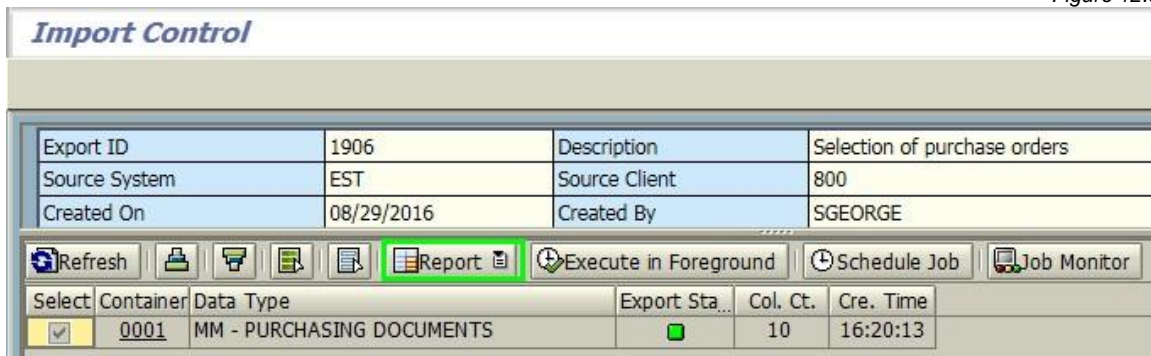 Import Control
Export ID 1906 Description Selection of purchase orders
Source System EST Source Client 800
Created On 08/29/2016 Created By SGEORGE
Refresh Report Execute in Foreground Schedule Job Job Monitor
Select Container Data Type Export Sta... Col. Ct. Cre. Time
0001 MM - PURCHASING DOCUMENTS 10 16:20:13